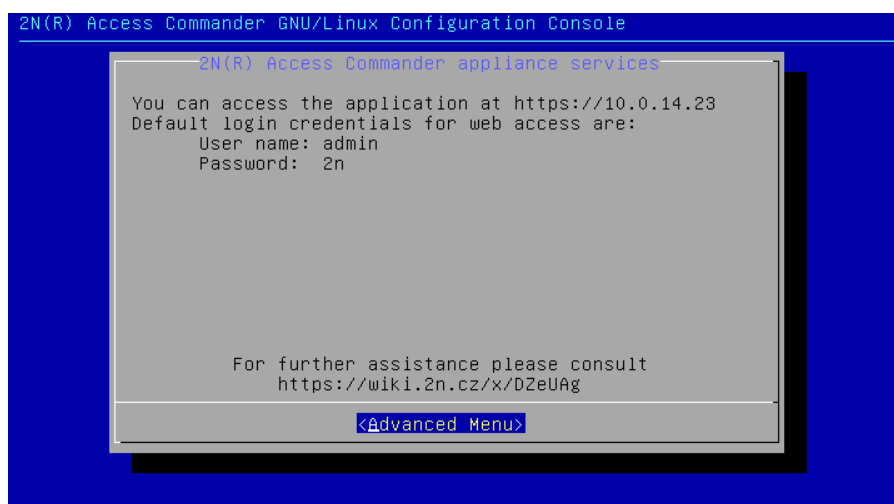 2N(R) Access Commander GNU/Linux Configuration Console
2N(R) Access Commander appliance services
You can access the application at https://10.0.14.23
Default login credentials for web access are:
User name: admin
Password: 2n
For further assistance please consult
https://wiki.2n.cz/x/DZeUAg
<Advanced Menu>